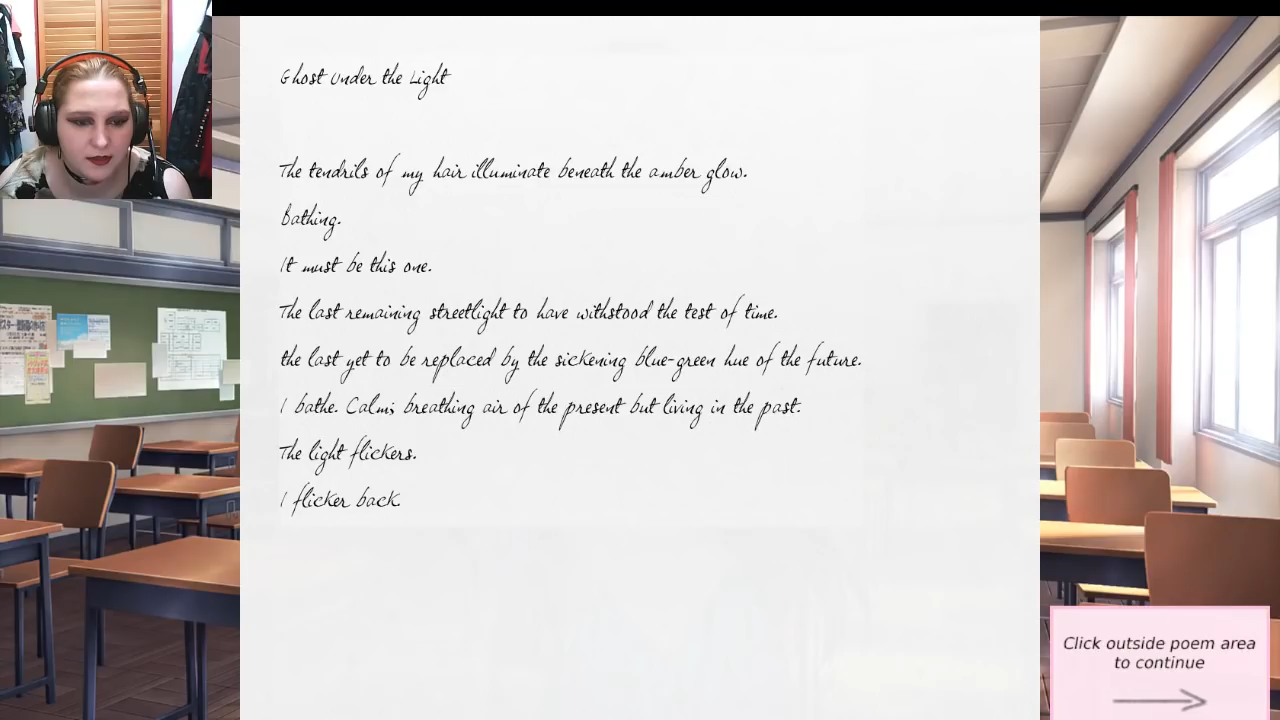 Ghost Under the Light
The tendrils of my hair illuminate beneath the amber glow.
Bathing.
It must be this one.
The last remaining streetlight to have withstood the test of time.
the last yet to be replaced by the sickening blue-green hue of the future.
I bathe. Calm; breathing air of the present but living in the past.
The light flickers.
I flicker back.
Click outside poem area
to continue